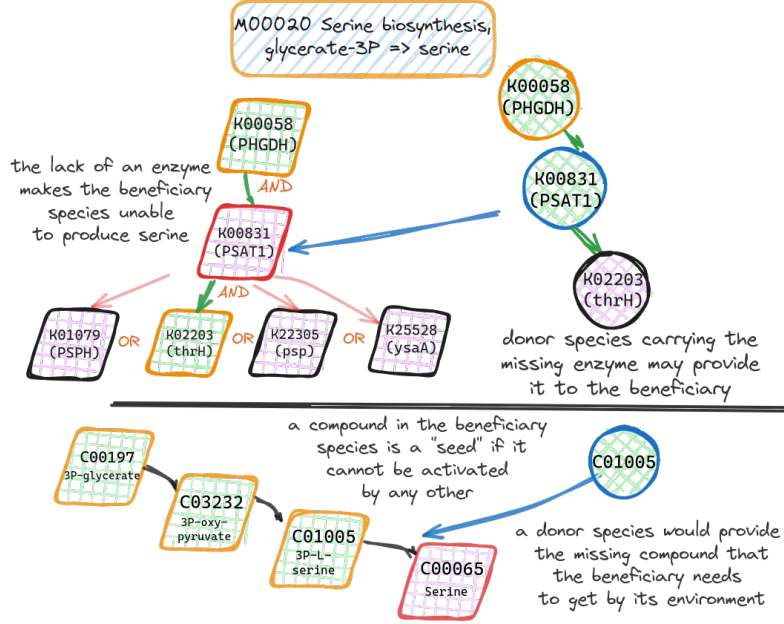 M00020 Serine biosynthesis,
glycerate-3P => serine
K00058
(PHGDH)
the lack of an enzyme
makes the beneficiary
species unable
to produce serine
AND
K00831
(PSAT1)
AND
K01079
(PSPH)
OR
K02203
(thrH)
OR
K22305
(psp)
OR
K25528
(ysaA)
K00058
(PHGDH)
K00831
(PSAT1)
K02203
(thrH)
donor species carrying the
missing enzyme may provide
it to the beneficiary
a compound in the beneficiary
species is a "seed" if it
cannot be activated
by any other
C00197
3P-glycerate
C03232
3P-oxy-
pyruvate
C01005
3P-L-
serine
C00065
Serine
C01005
a donor species would provide
the missing compound that
the beneficiary needs
to get by its environment